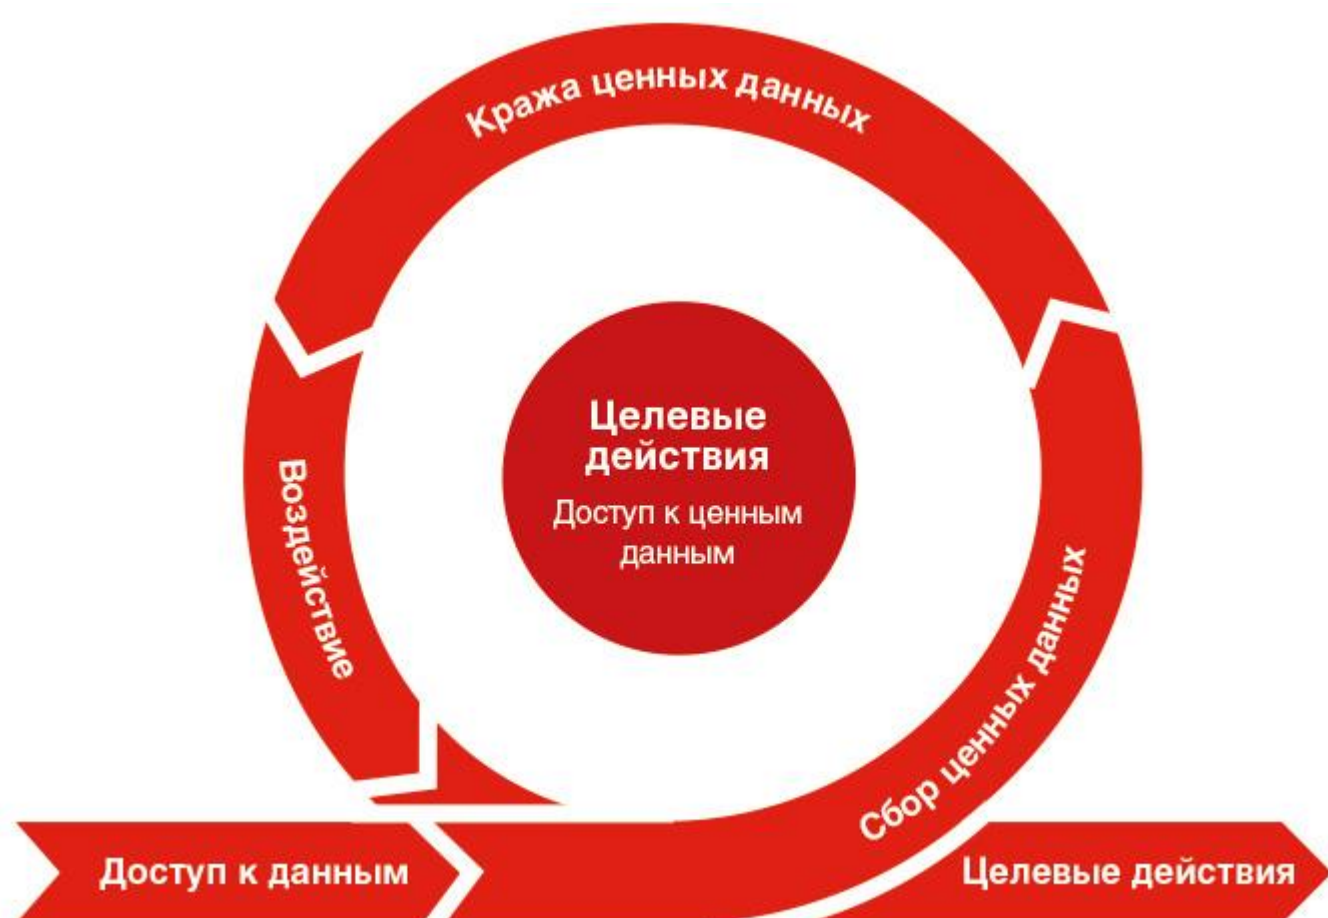 Кража ценных данных
Воздействие
Целевые
действия
Доступ к ценным
данным
Сбор ценных данных
Доступ к данным
Целевые действия